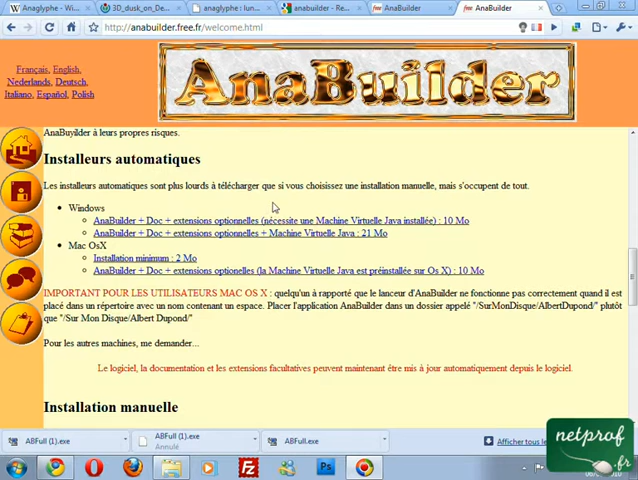 Anaglyphe - Wi...
3D_dusk_on_De...
anaglyphe : lun...
anabuilder - Re...
free AnaBuilder
free AnaBuilder
http://anabuilder.free.fr/welcome.html
Français, English,
Nederlands, Deutsch,
Italiano, Español, Polish
AnaBuilder
AnaBuyilder à leurs propres risques.
Installeurs automatiques
Les installeurs automatiques sont plus lourds à télécharger que si vous choisissez une installation manuelle, mais s'occupent de tout.
Windows
AnaBuilder + Doc + extensions optionnelles (nécessite une Machine Virtuelle Java installée) : 10 Mo
AnaBuilder + Doc + extensions optionnelles + Machine Virtuelle Java : 21 Mo
Mac OsX
Installation minimum : 2 Mo
AnaBuilder + Doc + extensions optionelles (la Machine Virtuelle Java est préinstallée sur Os X) : 10 Mo
IMPORTANT POUR LES UTILISATEURS MAC OS X : quelqu'un à rapporté que le lanceur d'AnaBuilder ne fonctionne pas correctement quand il est
placé dans un répertoire avec un nom contenant un espace. Placer l'application AnaBuilder dans un dossier appelé "/SurMonDisque/AlbertDupond/" plutôt
que "/Sur Mon Disque/Albert Dupond/"
Pour les autres machines, me demander...
Le logiciel, la documentation et les extensions facultatives peuvent maintenant être mis à jour automatiquement depuis le logiciel.
Installation manuelle
ABFull (1).exe
ABFull (1).exe
Annulé
ABFull.exe
Afficher tous le
netprof
.fr